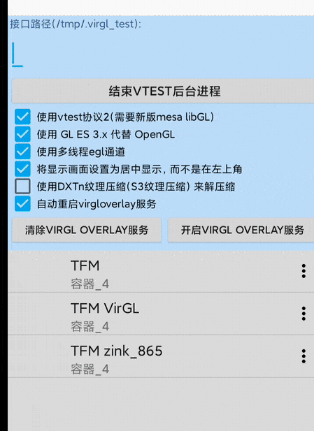 接口路径(/tmp/.virgl_test):
结束VTEST后台进程
使用vtest协议2(需要新版mesa libGL)
使用 GL ES 3.x 代替 OpenGL
使用多线程egl通道
将显示画面设置为居中显示, 而不是在左上角
使用DXTn纹理压缩(S3纹理压缩) 来解压缩
自动重启virgloverlay服务
清除VIRGL OVERLAY服务
开启VIRGL OVERLAY服务
TFM
容器_4
TFM VirGL
容器_4
TFM zink_865
容器_4